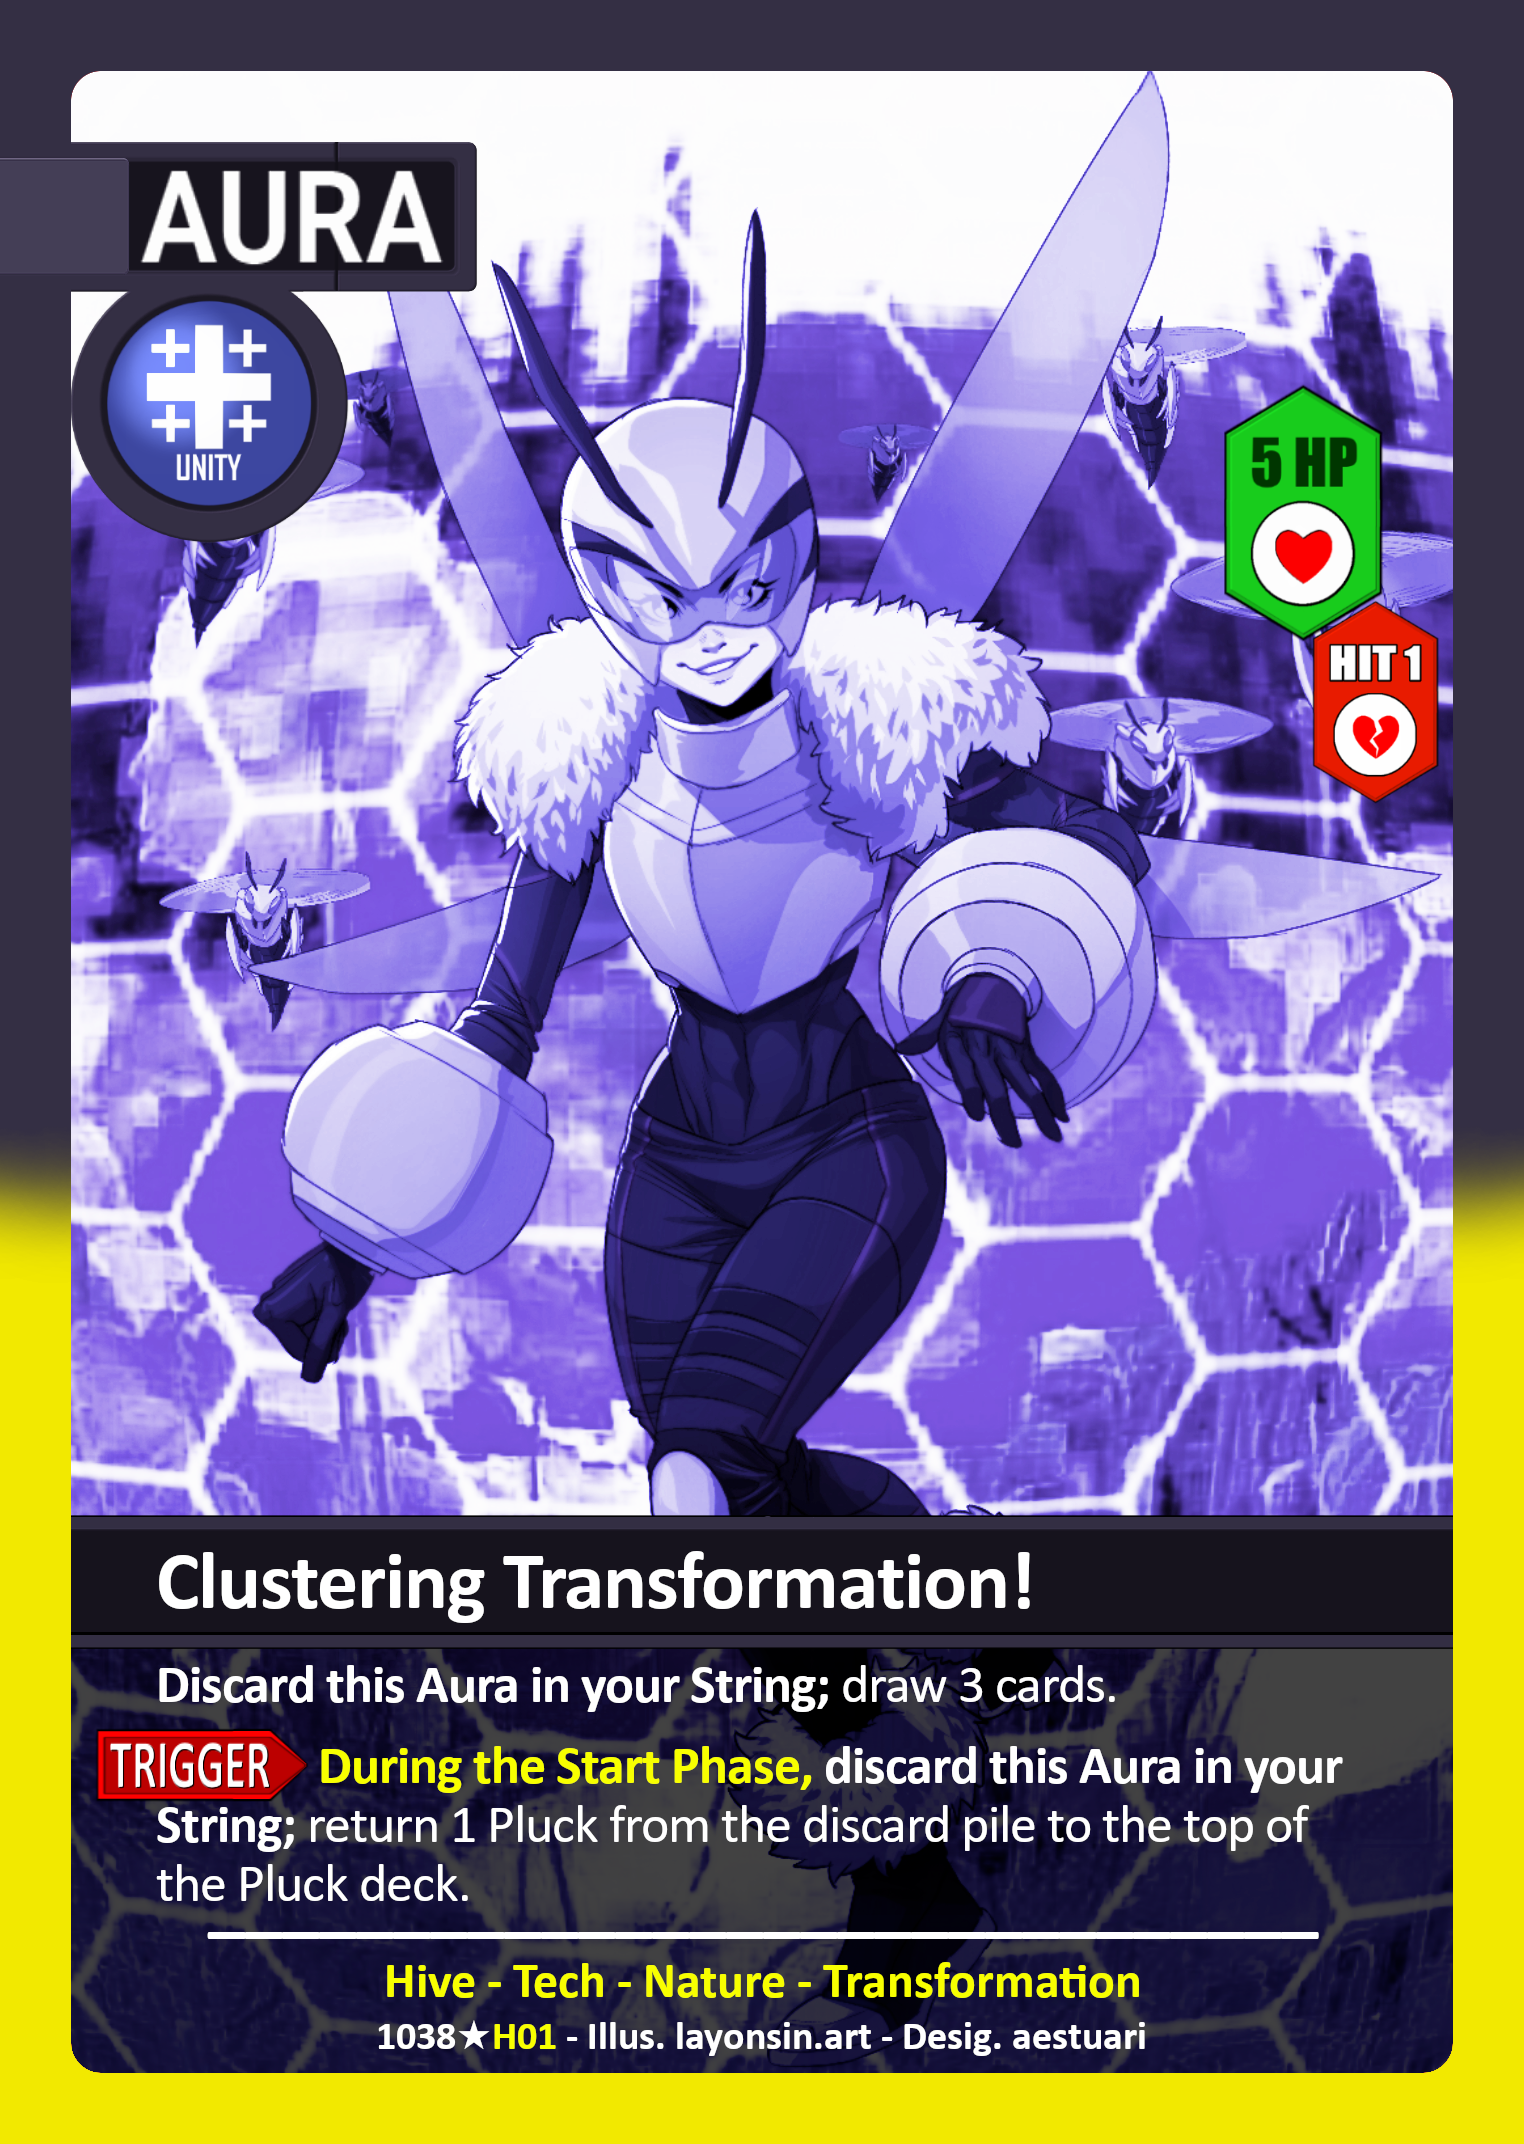 AURA
UNITY
5 HP
HIT 1
Clustering Transformation!
Discard this Aura in your String; draw 3 cards.
TRIGGER During the Start Phase, discard this Aura in your
String; return 1 Pluck from the discard pile to the top of
the Pluck deck.
Hive - Tech - Nature - Transformation
1038★H01 - Illus. layonsin.art - Desig. aestuari